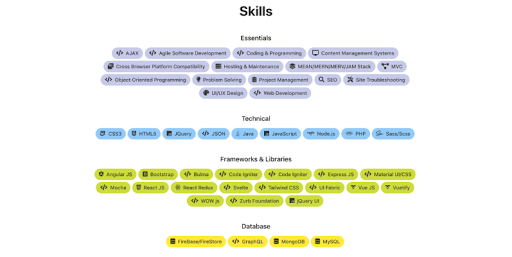 Skills
Essentials
AJAX Agile Software Development Coding & Programming Content Management Systems
Cross Browser Platform Compatibility Hosting & Maintenance MEAN/MERN/MERV/JAM Stack MVC
Object Oriented Programming Problem Solving Project Management SEO Site Troubleshooting
UI/UX Design Web Development
Technical
CSS3 HTML5 JQuery JSON Java JavaScript Node.js PHP Sass/Scss
Frameworks & Libraries
Angular JS Bootstrap Bulma Code Igniter Code Igniter Express JS Material UI/CSS
Mocha React JS React Redux Svelte Tailwind CSS UI Fabric Vue JS Vuetify
WOW js Zurb Foundation jQuery UI
Database
FireBase/FireStore GraphQL MongoDB MySQL